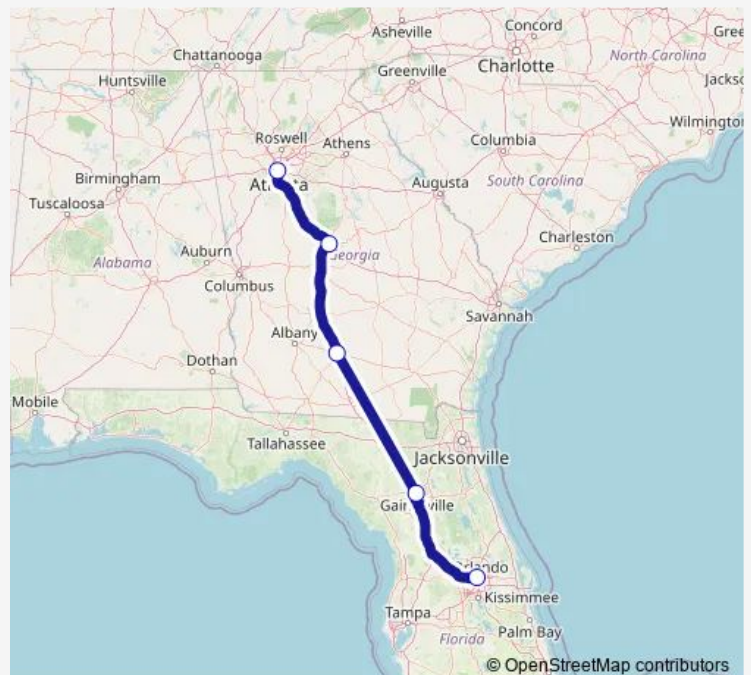 Asheville
Concord
Gree
Chattanooga
Charlotte
North Carolina
Huntsville
Greenville
Jackso
Roswell
Athens
Wilmingto
Columbia
Birmingham
Augusta
South Carolina
Tuscaloosa
Charleston
Auburn
Georgia
Alabama
Columbus
Savannah
Albany
Dothan
Mobile
Tallahassee
Jacksonville
Kissimmee
Tampa
Palm Bay
Florida
© OpenStreetMap contributors